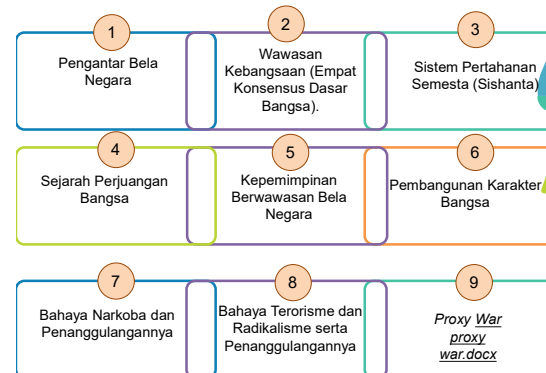 1
Pengantar Bela
Negara
2
Wawasan
Kebangsaan (Empat
Konsensus Dasar
Bangsa).
3
Sistem Pertahanan
Semesta (Sishanta)
4
Sejarah Perjuangan
Bangsa
5
Kepemimpinan
Berwawasan Bela
Negara
6
Pembangunan Karakter
Bangsa
7
Bahaya Narkoba dan
Penanggulangannya
8
Bahaya Terorisme dan
Radikalisme serta
Penanggulangannya
9
Proxy War
proxy
war.docx